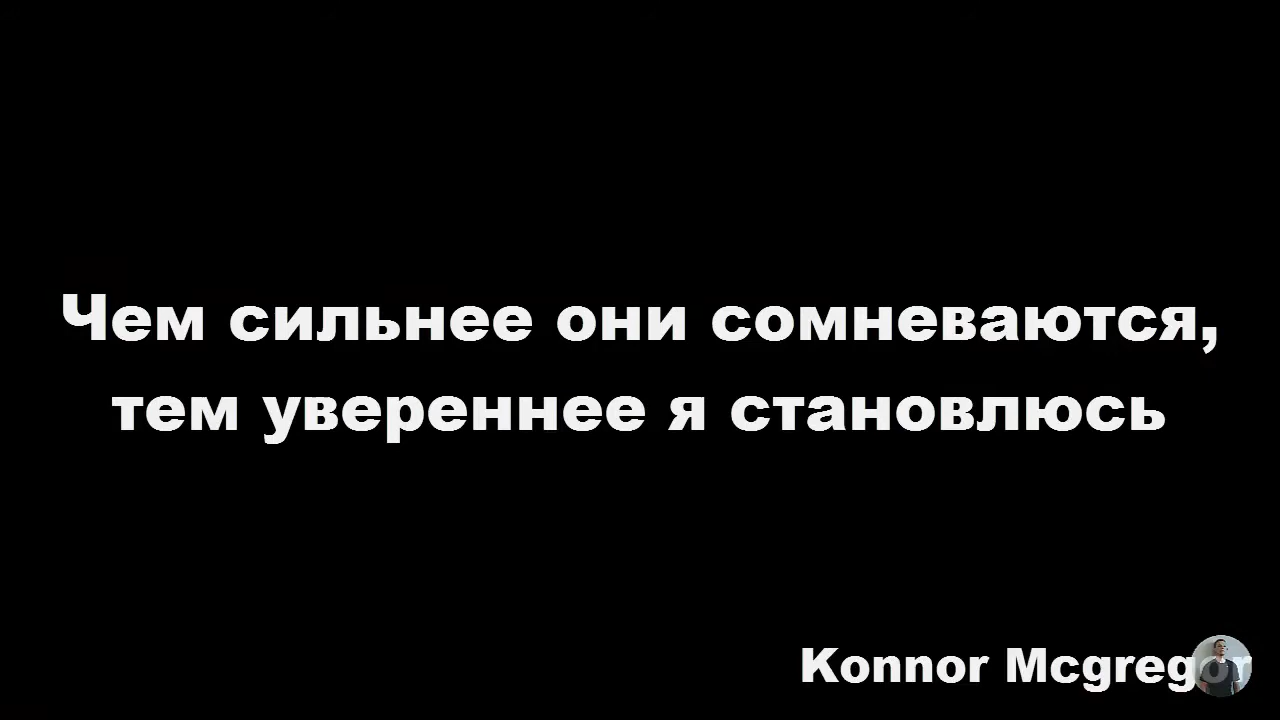 Чем сильнее они сомневаются,
тем увереннее я становлюсь
Konnor Mcgregor